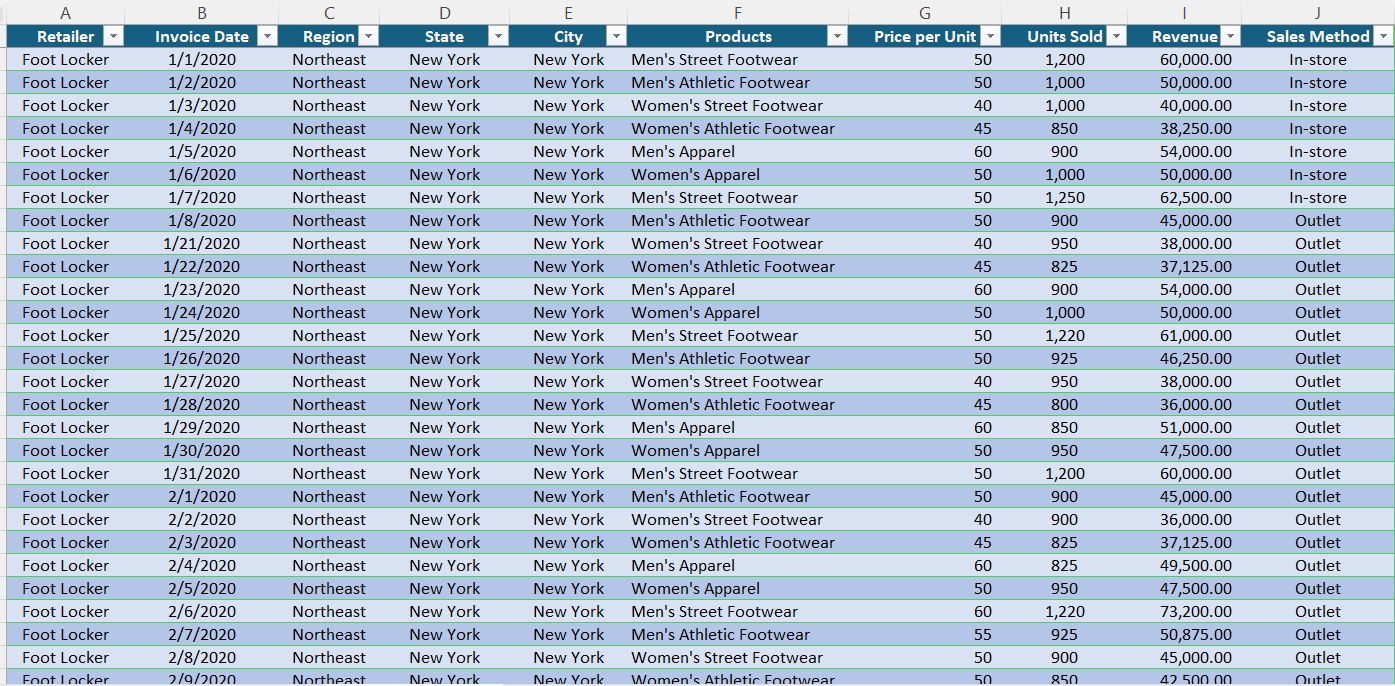 A B C D E F G H I J
Retailer Invoice Date Region State City Products Price per Unit Units Sold Revenue Sales Method
Foot Locker 1/1/2020 Northeast New York New York Men's Street Footwear 50 1,200 60,000.00 In-store
Foot Locker 1/2/2020 Northeast New York New York Men's Athletic Footwear 50 1,000 50,000.00 In-store
Foot Locker 1/3/2020 Northeast New York New York Women's Street Footwear 40 1,000 40,000.00 In-store
Foot Locker 1/4/2020 Northeast New York New York Women's Athletic Footwear 45 850 38,250.00 In-store
Foot Locker 1/5/2020 Northeast New York New York Men's Apparel 60 900 54,000.00 In-store
Foot Locker 1/6/2020 Northeast New York New York Women's Apparel 50 1,000 50,000.00 In-store
Foot Locker 1/7/2020 Northeast New York New York Men's Street Footwear 50 1,250 62,500.00 In-store
Foot Locker 1/8/2020 Northeast New York New York Men's Athletic Footwear 50 900 45,000.00 Outlet
Foot Locker 1/21/2020 Northeast New York New York Women's Street Footwear 40 950 38,000.00 Outlet
Foot Locker 1/22/2020 Northeast New York New York Women's Athletic Footwear 45 825 37,125.00 Outlet
Foot Locker 1/23/2020 Northeast New York New York Men's Apparel 60 900 54,000.00 Outlet
Foot Locker 1/24/2020 Northeast New York New York Women's Apparel 50 1,000 50,000.00 Outlet
Foot Locker 1/25/2020 Northeast New York New York Men's Street Footwear 50 1,220 61,000.00 Outlet
Foot Locker 1/26/2020 Northeast New York New York Men's Athletic Footwear 50 925 46,250.00 Outlet
Foot Locker 1/27/2020 Northeast New York New York Women's Street Footwear 40 950 38,000.00 Outlet
Foot Locker 1/28/2020 Northeast New York New York Women's Athletic Footwear 45 800 36,000.00 Outlet
Foot Locker 1/29/2020 Northeast New York New York Men's Apparel 60 850 51,000.00 Outlet
Foot Locker 1/30/2020 Northeast New York New York Women's Apparel 50 950 47,500.00 Outlet
Foot Locker 1/31/2020 Northeast New York New York Men's Street Footwear 50 1,200 60,000.00 Outlet
Foot Locker 2/1/2020 Northeast New York New York Men's Athletic Footwear 50 900 45,000.00 Outlet
Foot Locker 2/2/2020 Northeast New York New York Women's Street Footwear 40 900 36,000.00 Outlet
Foot Locker 2/3/2020 Northeast New York New York Women's Athletic Footwear 45 825 37,125.00 Outlet
Foot Locker 2/4/2020 Northeast New York New York Men's Apparel 60 825 49,500.00 Outlet
Foot Locker 2/5/2020 Northeast New York New York Women's Apparel 50 950 47,500.00 Outlet
Foot Locker 2/6/2020 Northeast New York New York Men's Street Footwear 60 1,220 73,200.00 Outlet
Foot Locker 2/7/2020 Northeast New York New York Men's Athletic Footwear 55 925 50,875.00 Outlet
Foot Locker 2/8/2020 Northeast New York New York Women's Street Footwear 50 900 45,000.00 Outlet
Foot Locker 2/9/2020 Northeast New York New York Women's Athletic Footwear 50 850 42,500.00 Outlet